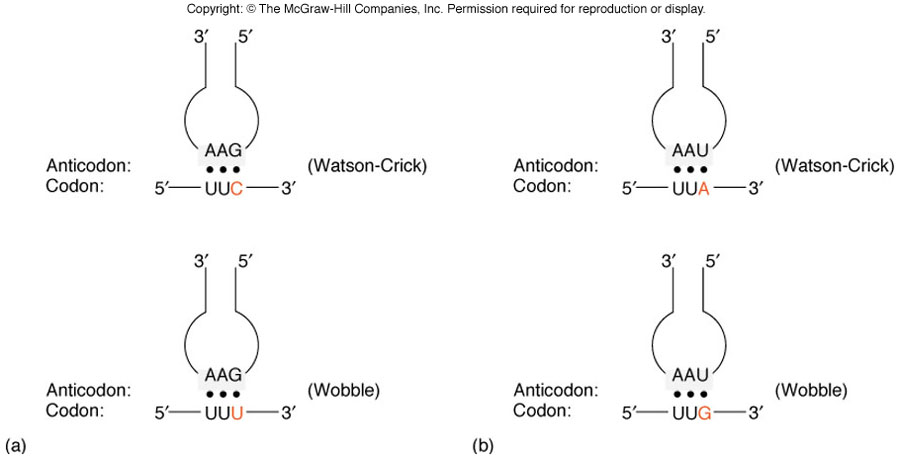 Copyright: © The McGraw-Hill Companies, Inc. Permission required for reproduction or display.
3′ 5′
AAG
Anticodon: (Watson-Crick)
Codon: 5′ UUC 3′
3′ 5′
AAU
Anticodon: (Watson-Crick)
Codon: 5′ UUA 3′
3′ 5′
AAG
Anticodon: (Wobble)
Codon: 5′ UUU 3′
(a)
3′ 5′
AAU
Anticodon: (Wobble)
Codon: 5′ UUG 3′
(b)